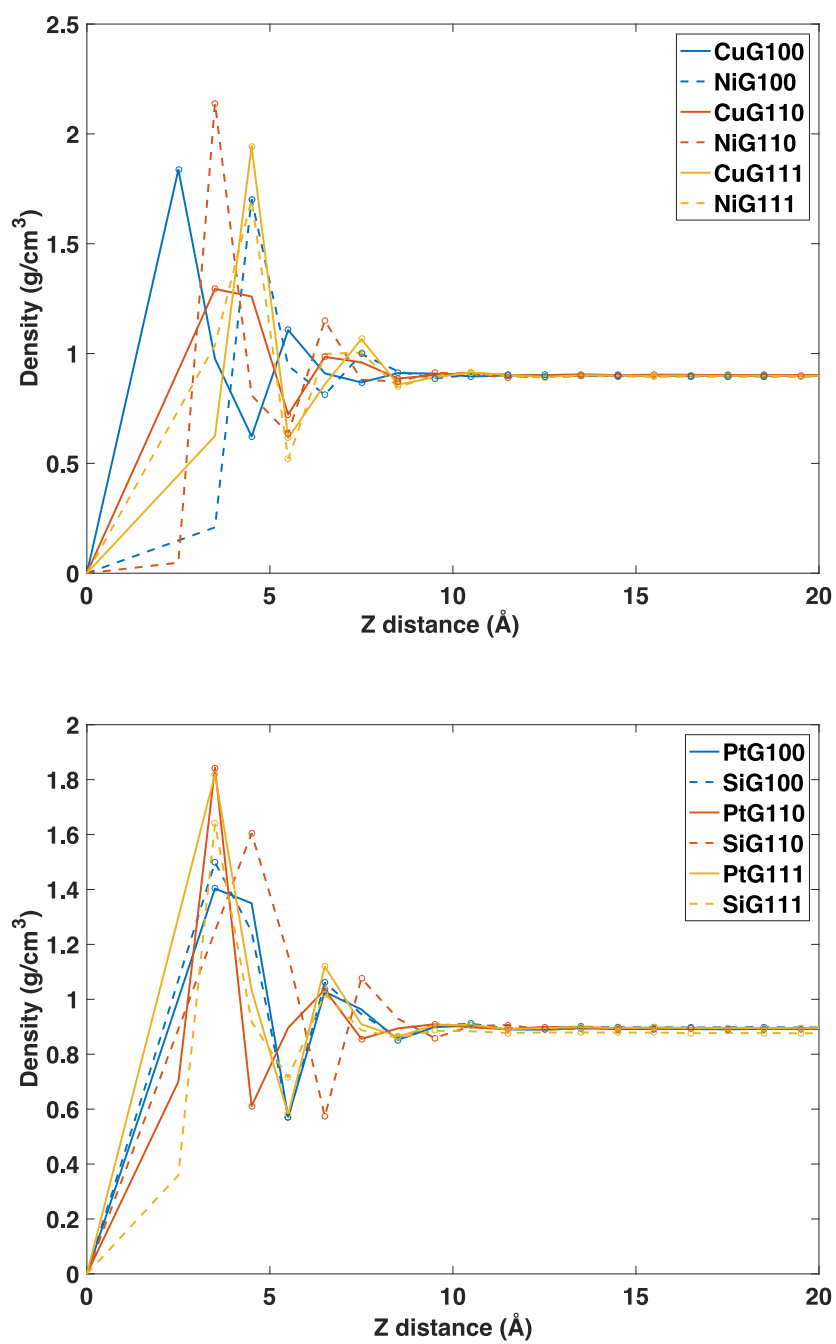 2.5
2
1.5
1
0.5
0
Density (g/cm³)
0
5
10
15
20
Z distance (Å)
CuG100
NiG100
CuG110
NiG110
CuG111
NiG111
2
1.8
1.6
1.4
1.2
1
0.8
0.6
0.4
0.2
0
Density (g/cm³)
0
5
10
15
20
Z distance (Å)
PtG100
SiG100
PtG110
SiG110
PtG111
SiG111